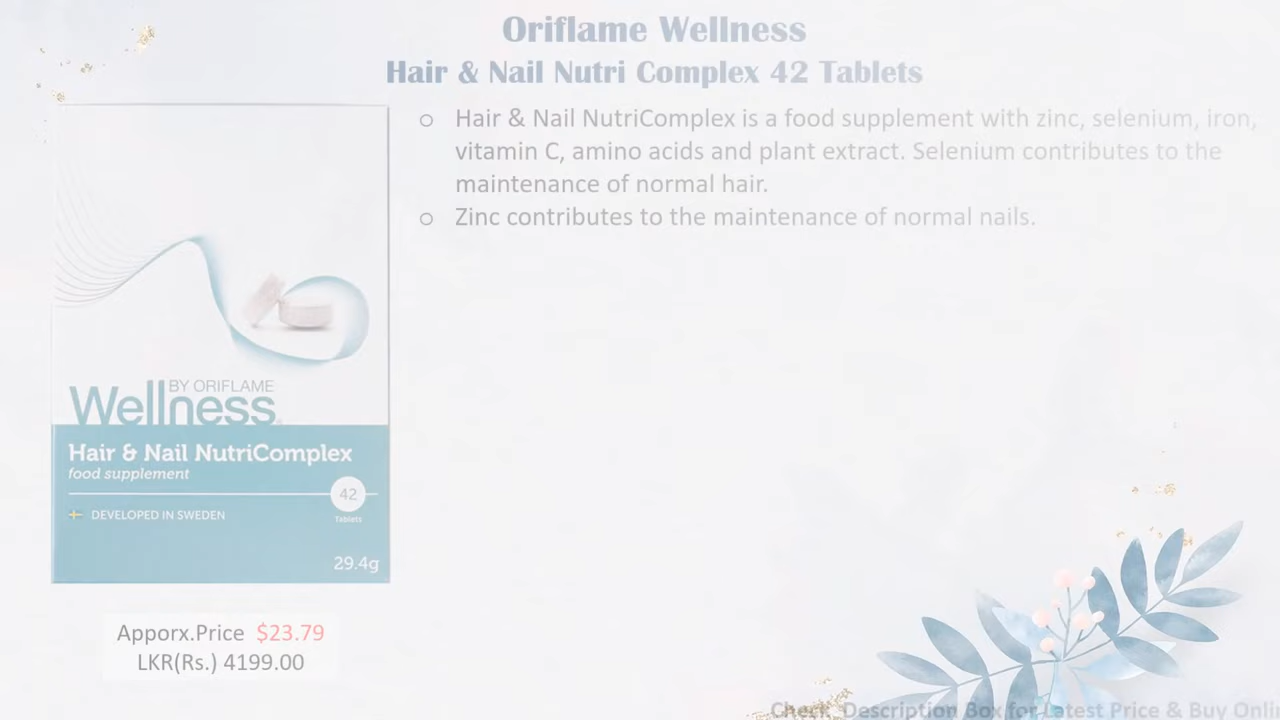 Oriflame Wellness
Hair & Nail Nutri Complex 42 Tablets
o Hair & Nail NutriComplex is a food supplement with zinc, selenium, iron,
vitamin C, amino acids and plant extract. Selenium contributes to the
maintenance of normal hair.
o Zinc contributes to the maintenance of normal nails.
BY ORIFLAME
Wellness
Hair & Nail NutriComplex
food supplement
42
Tablets
DEVELOPED IN SWEDEN
29.4g
Apporx.Price $23.79
LKR(Rs.) 4199.00
Check Description Box for Latest Price & Buy Onli